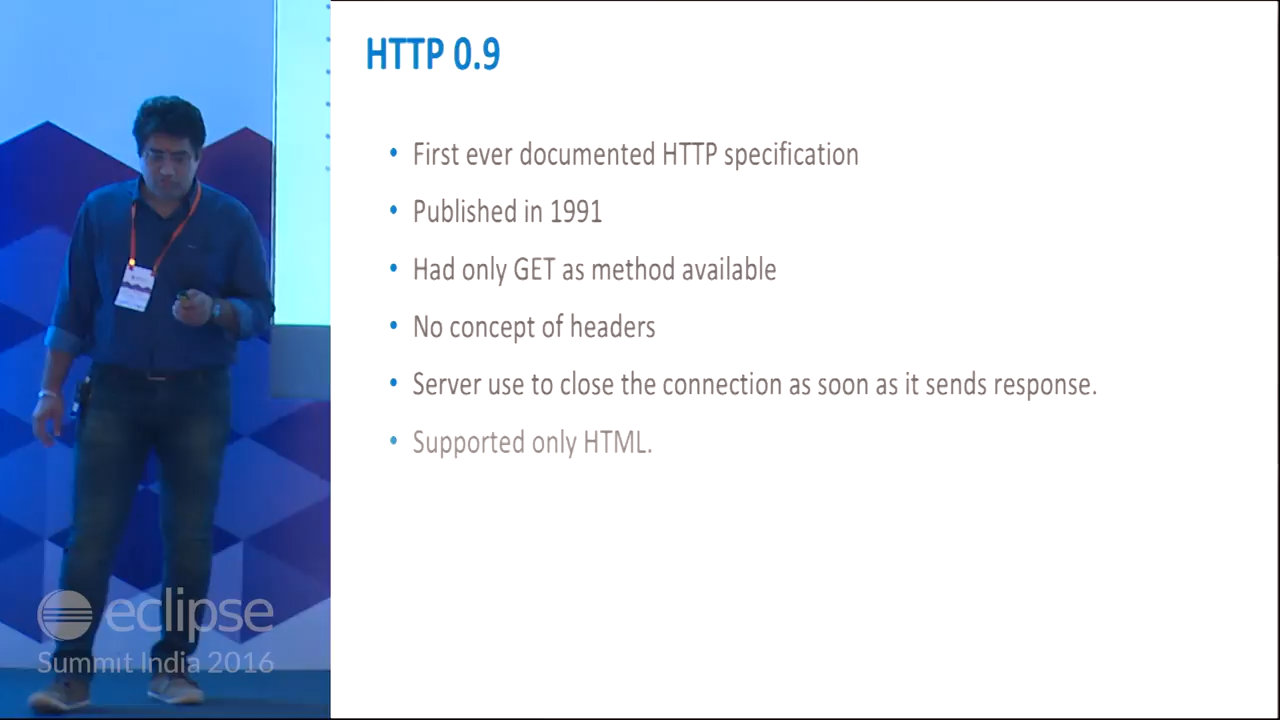 HTTP 0.9
• First ever documented HTTP specification
• Published in 1991
• Had only GET as method available
• No concept of headers
• Server use to close the connection as soon as it sends response.
• Supported only HTML.
eclipse
Summit India 2016